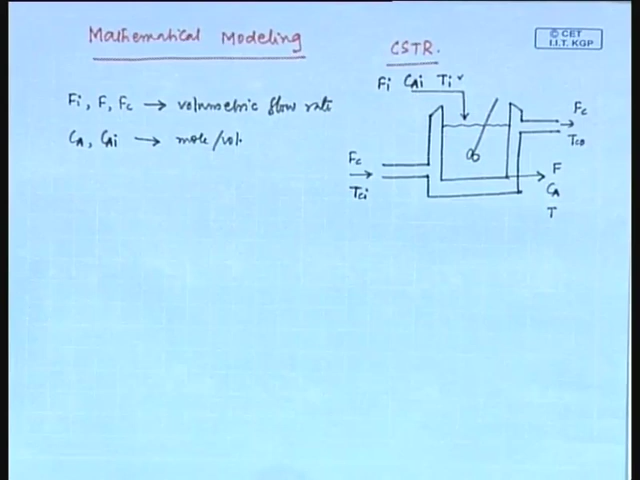 Mathematical Modeling
CSTR.
© CET
I.I.T. KGP
Fi CAi Ti
Fi, F, Fc → volumetric flow rate
CA, CAi → mole/vol.
Fc
Tco
Fc
Tci
F
CA
T